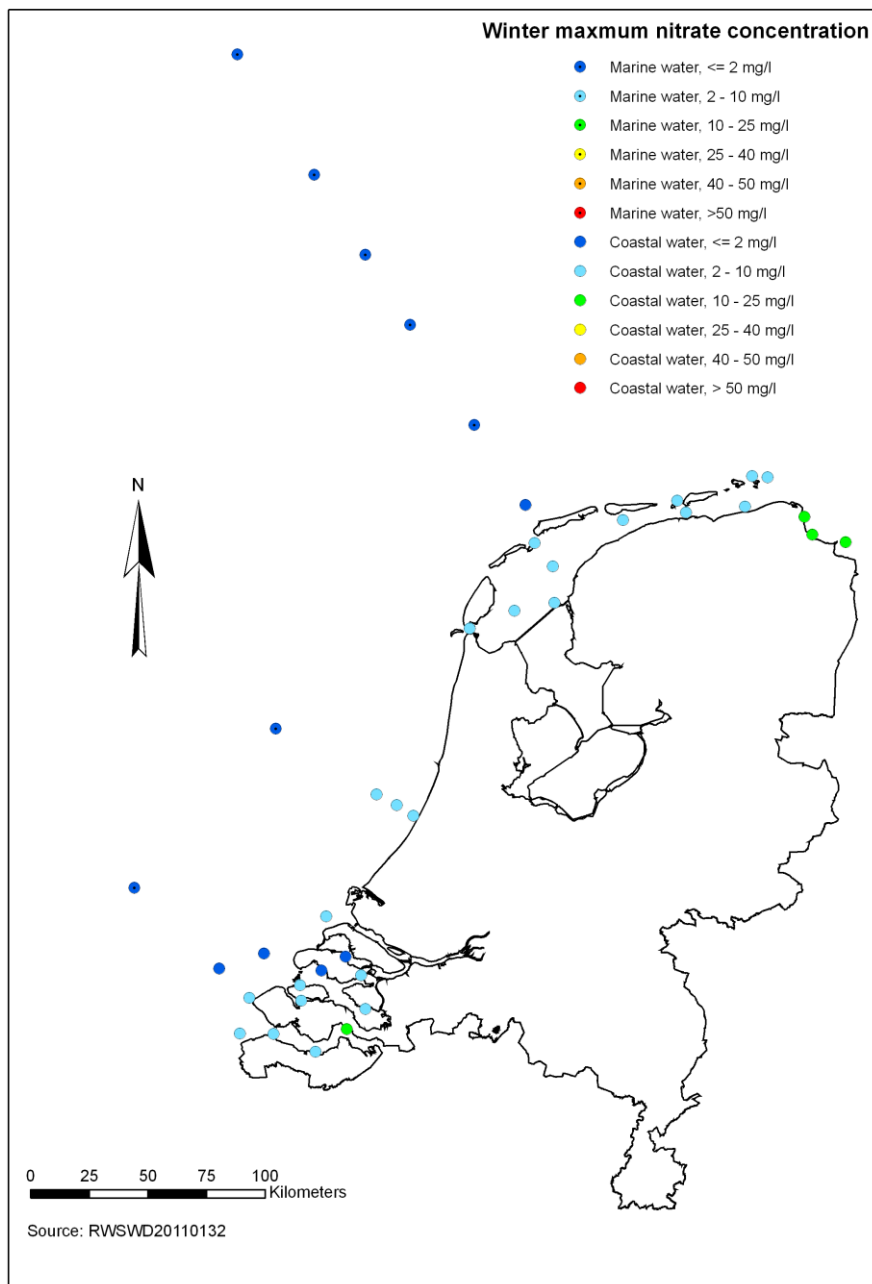 Winter maxmum nitrate concentration
Marine water, <= 2 mg/l
Marine water, 2 - 10 mg/l
Marine water, 10 - 25 mg/l
Marine water, 25 - 40 mg/l
Marine water, 40 - 50 mg/l
Marine water, >50 mg/l
Coastal water, <= 2 mg/l
Coastal water, 2 - 10 mg/l
Coastal water, 10 - 25 mg/l
Coastal water, 25 - 40 mg/l
Coastal water, 40 - 50 mg/l
Coastal water, > 50 mg/l
N
0 25 50 75 100
Kilometers
Source: RWSWD20110132